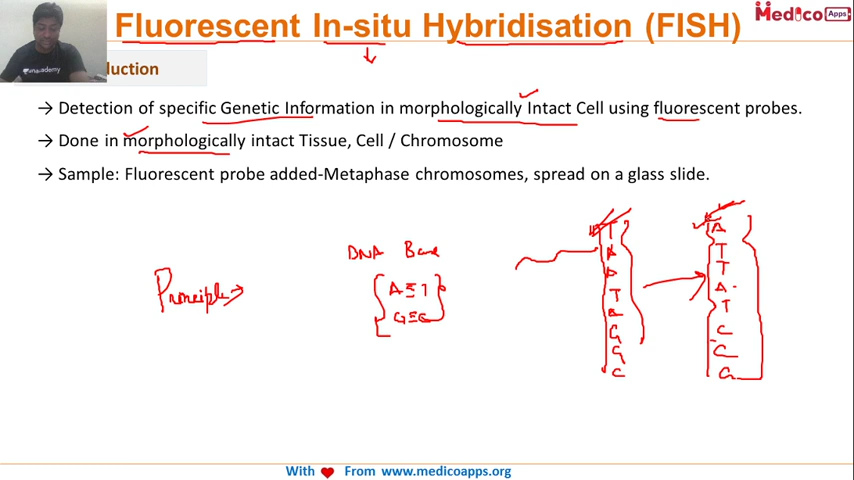 Fluorescent In-situ Hybridisation (FISH)
MedicoApps
unacademy
duction
→ Detection of specific Genetic Information in morphologically Intact Cell using fluorescent probes.
→ Done in morphologically intact Tissue, Cell / Chromosome
→ Sample: Fluorescent probe added-Metaphase chromosomes, spread on a glass slide.
Principle
DNA Base
A = T
G ≡ C
T
A
A
T
G
G
C
A
T
T
A
T
C
C
G
With ❤ From www.medicoapps.org